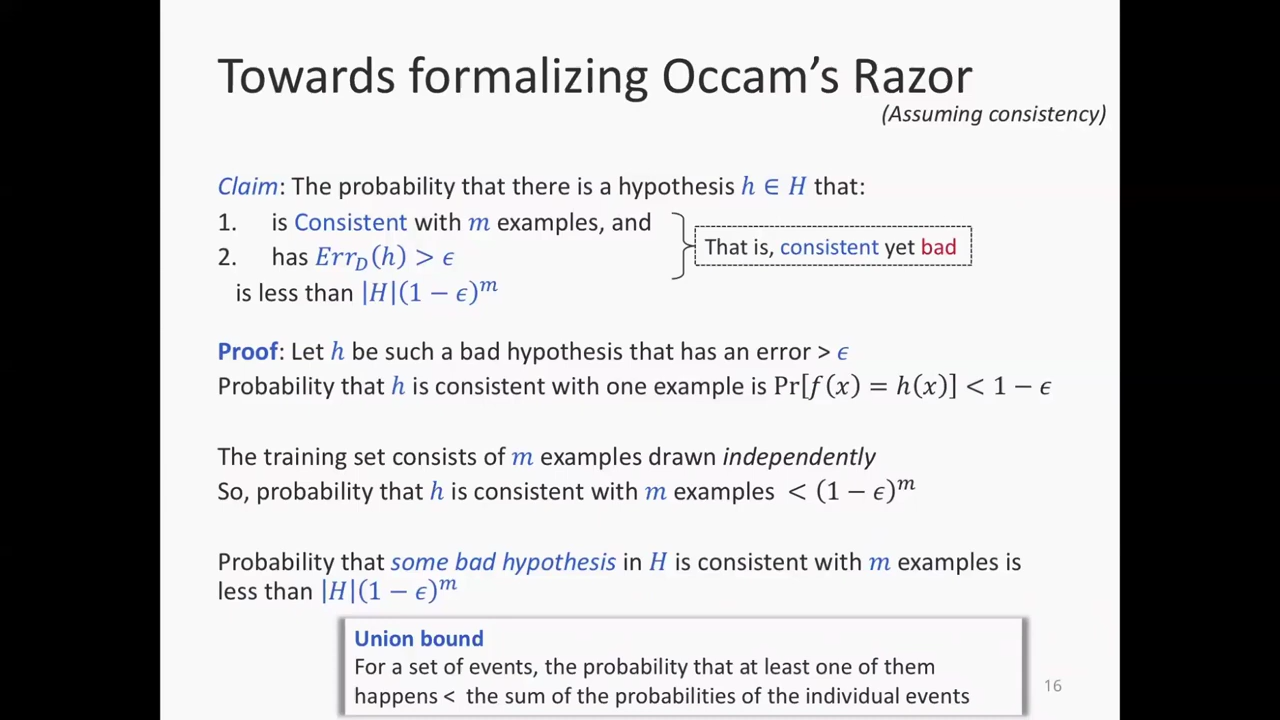 Towards formalizing Occam's Razor
(Assuming consistency)
Claim: The probability that there is a hypothesis h ∈ H that:
1. is Consistent with m examples, and
2. has Err_D(h) > ϵ
That is, consistent yet bad
is less than |H|(1 − ϵ)^m
Proof: Let h be such a bad hypothesis that has an error > ϵ
Probability that h is consistent with one example is Pr[f(x) = h(x)] < 1 − ϵ
The training set consists of m examples drawn independently
So, probability that h is consistent with m examples < (1 − ϵ)^m
Probability that some bad hypothesis in H is consistent with m examples is
less than |H|(1 − ϵ)^m
Union bound
For a set of events, the probability that at least one of them
happens < the sum of the probabilities of the individual events
16